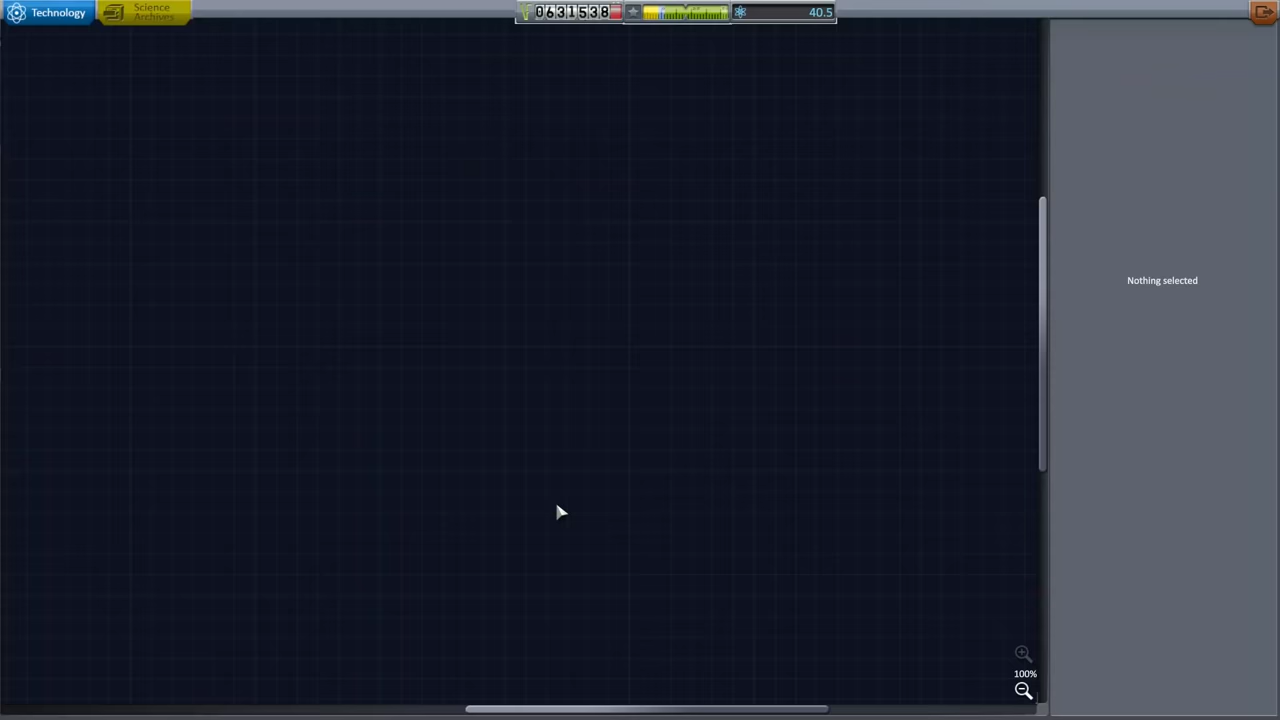 Technology
Science
Archives
0631538
40.5
Nothing selected
100%